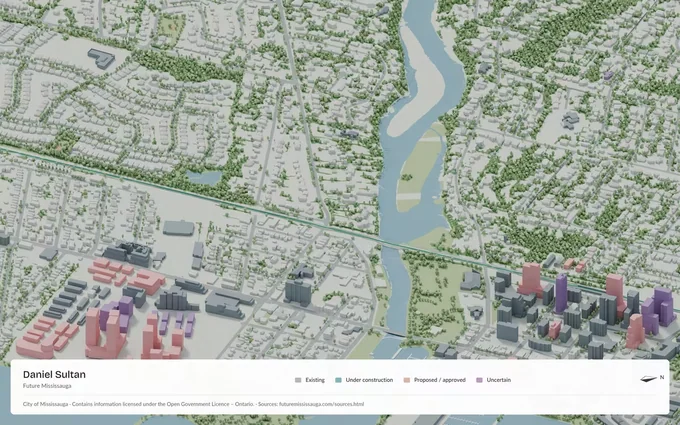 Daniel Sultan
Future Mississauga
Existing
Under construction
Proposed / approved
Uncertain
N
City of Mississauga · Contains information licensed under the Open Government Licence – Ontario. · Sources: futuremississauga.com/sources.html